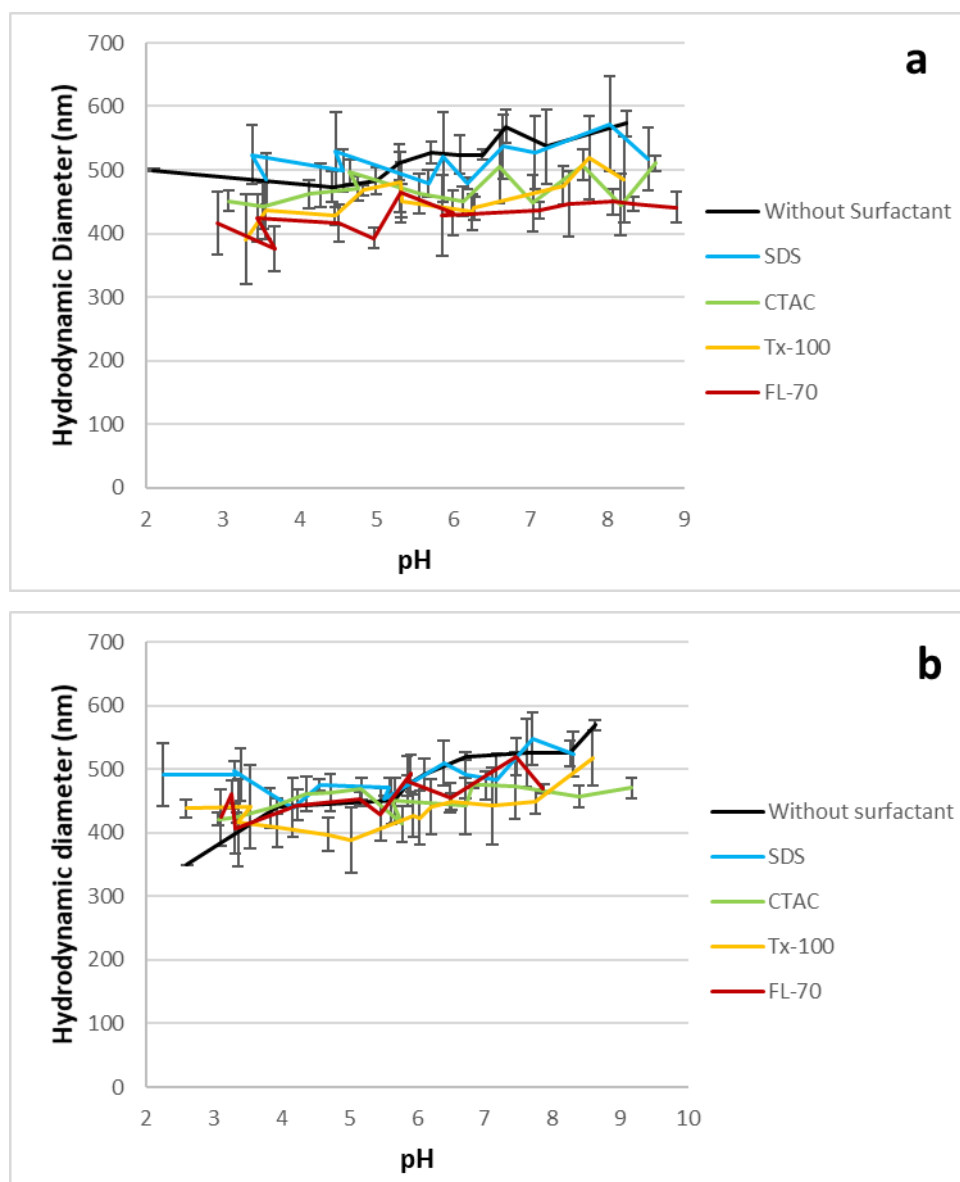 a
700
600
500
400
300
200
100
0
Hydrodynamic Diameter (nm)
2 3 4 5 6 7 8 9
pH
Without Surfactant
SDS
CTAC
Tx-100
FL-70
b
700
600
500
400
300
200
100
0
Hydrodynamic diameter (nm)
2 3 4 5 6 7 8 9 10
pH
Without surfactant
SDS
CTAC
Tx-100
FL-70